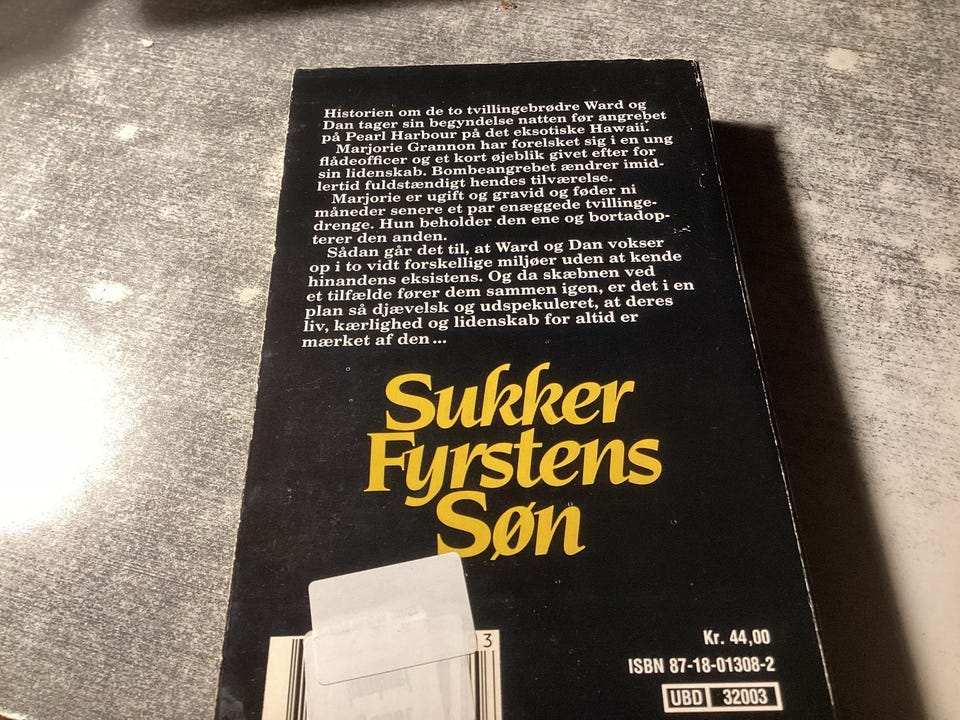 Historien om de to tvillingebrødre Ward og
Dan tager sin begyndelse natten før angrebet
på Pearl Harbour på det eksotiske Hawaii.
Marjorie Grannon har forelsket sig i en ung
flådeofficer og et kort øjeblik givet efter for
sin lidenskab. Bombeangrebet ændrer imid-
lertid fuldstændigt hendes tilværelse.
Marjorie er ugift og gravid og føder ni
måneder senere et par enæggede tvillinge-
drenge. Hun beholder den ene og bortadop-
terer den anden.
Sådan går det til, at Ward og Dan vokser
op i to vidt forskellige miljøer uden at kende
hinandens eksistens. Og da skæbnen ved
et tilfælde fører dem sammen igen, er det i en
plan så djævelsk og udspekuleret, at deres
liv, kærlighed og lidenskab for altid er
mærket af den...
Sukker
Fyrstens
Søn
3
Kr. 44,00
ISBN 87-18-01308-2
UBD 32003